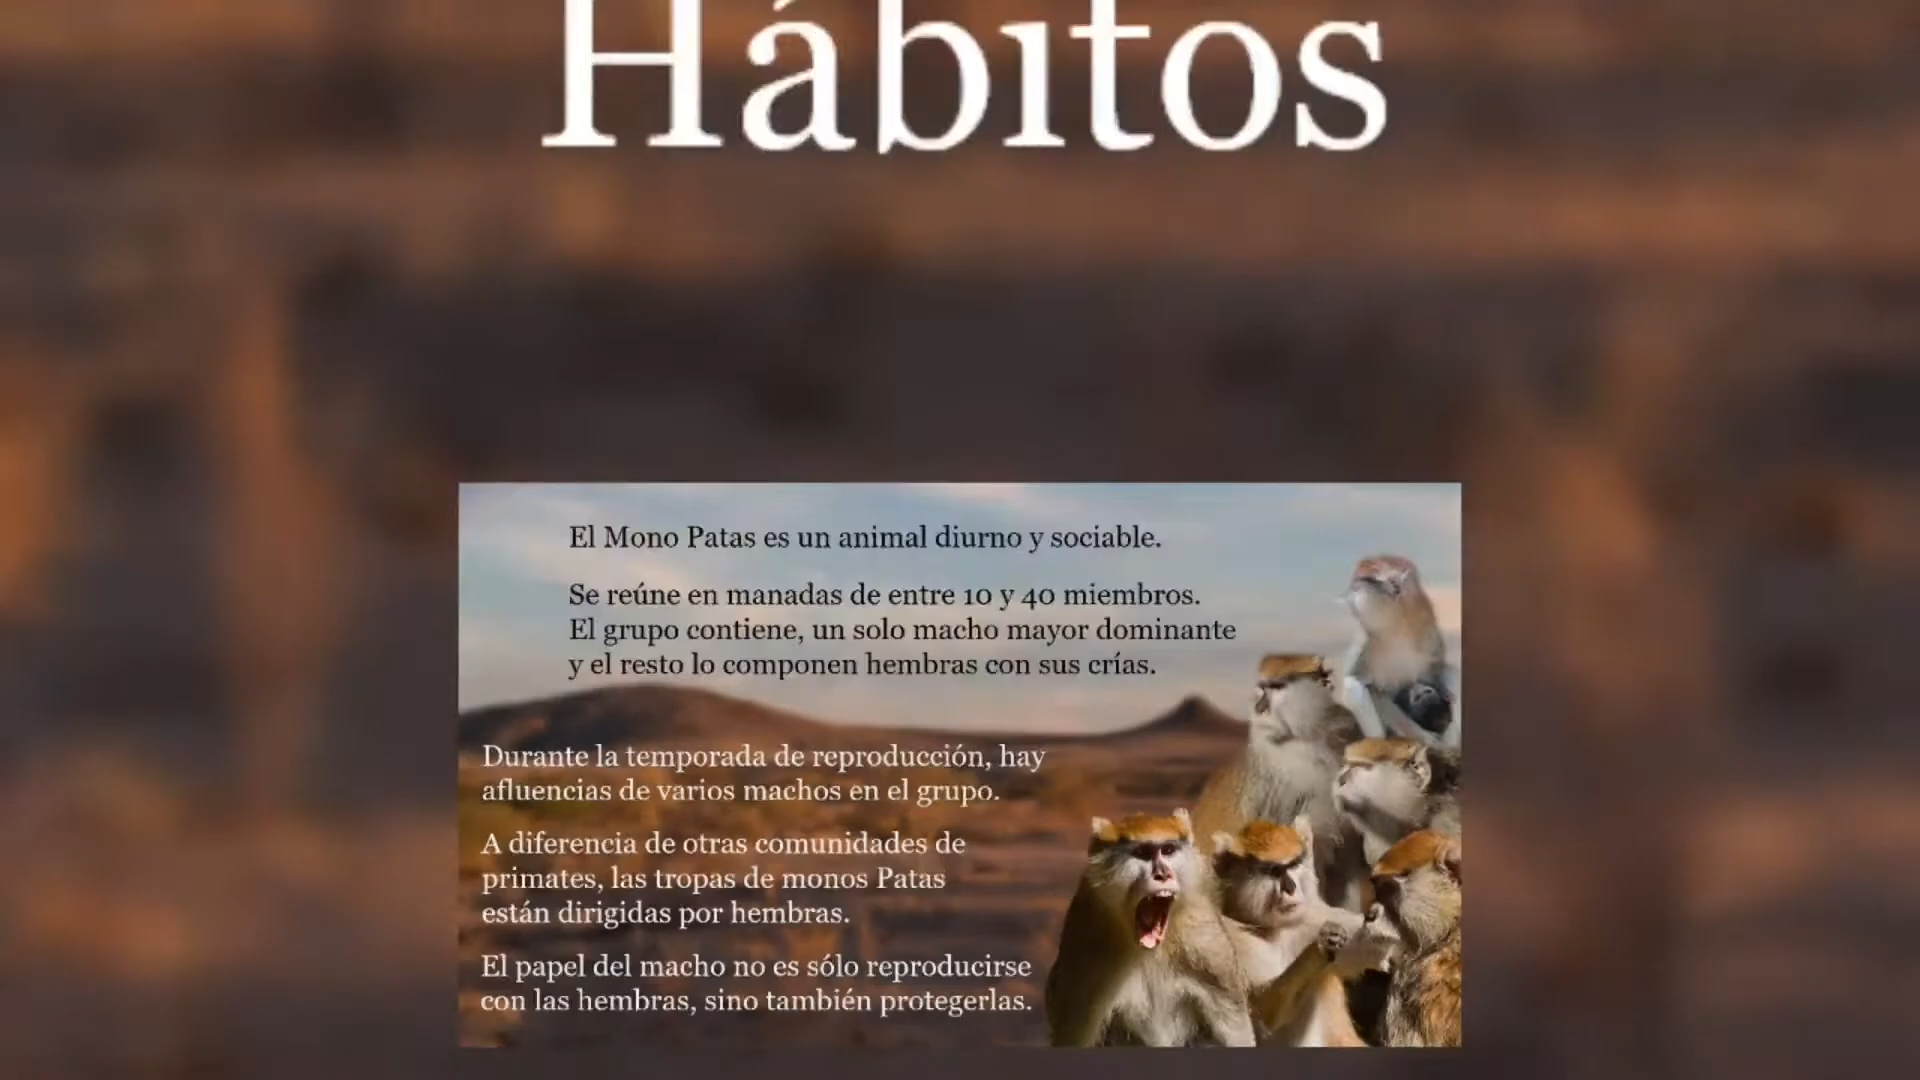 Hábitos
El Mono Patas es un animal diurno y sociable.
Se reúne en manadas de entre 10 y 40 miembros.
El grupo contiene, un solo macho mayor dominante
y el resto lo componen hembras con sus crías.
Durante la temporada de reproducción, hay
afluencias de varios machos en el grupo.
A diferencia de otras comunidades de
primates, las tropas de monos Patas
están dirigidas por hembras.
El papel del macho no es sólo reproducirse
con las hembras, sino también protegerlas.